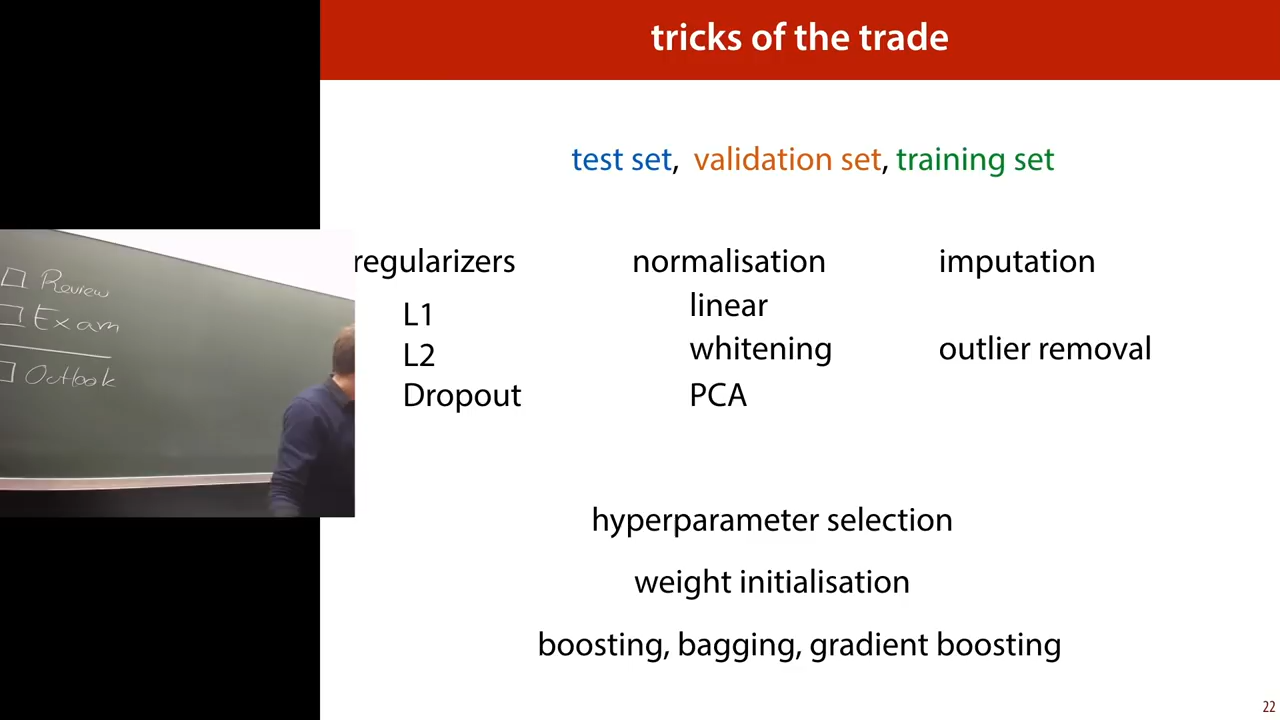 tricks of the trade
test set, validation set, training set
regularizers
L1
L2
Dropout
normalisation
linear
whitening
PCA
imputation
outlier removal
Review
Exam
Outlook
hyperparameter selection
weight initialisation
boosting, bagging, gradient boosting
22